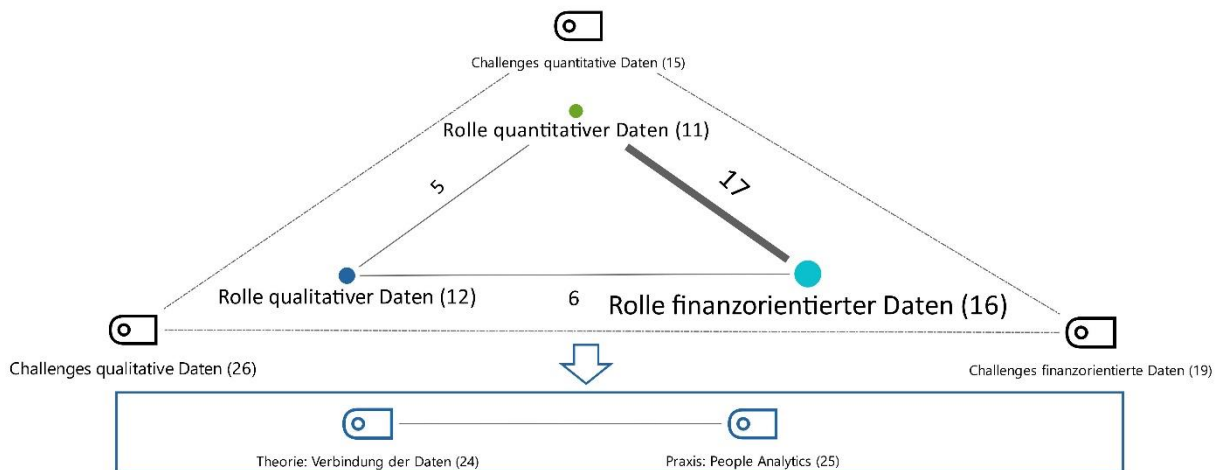 Challenges quantitative Daten (15)
Rolle quantitativer Daten (11)
5
17
Rolle qualitativer Daten (12)
6
Rolle finanzorientierter Daten (16)
Challenges qualitative Daten (26)
Challenges finanzorientierte Daten (19)
Theorie: Verbindung der Daten (24)
Praxis: People Analytics (25)